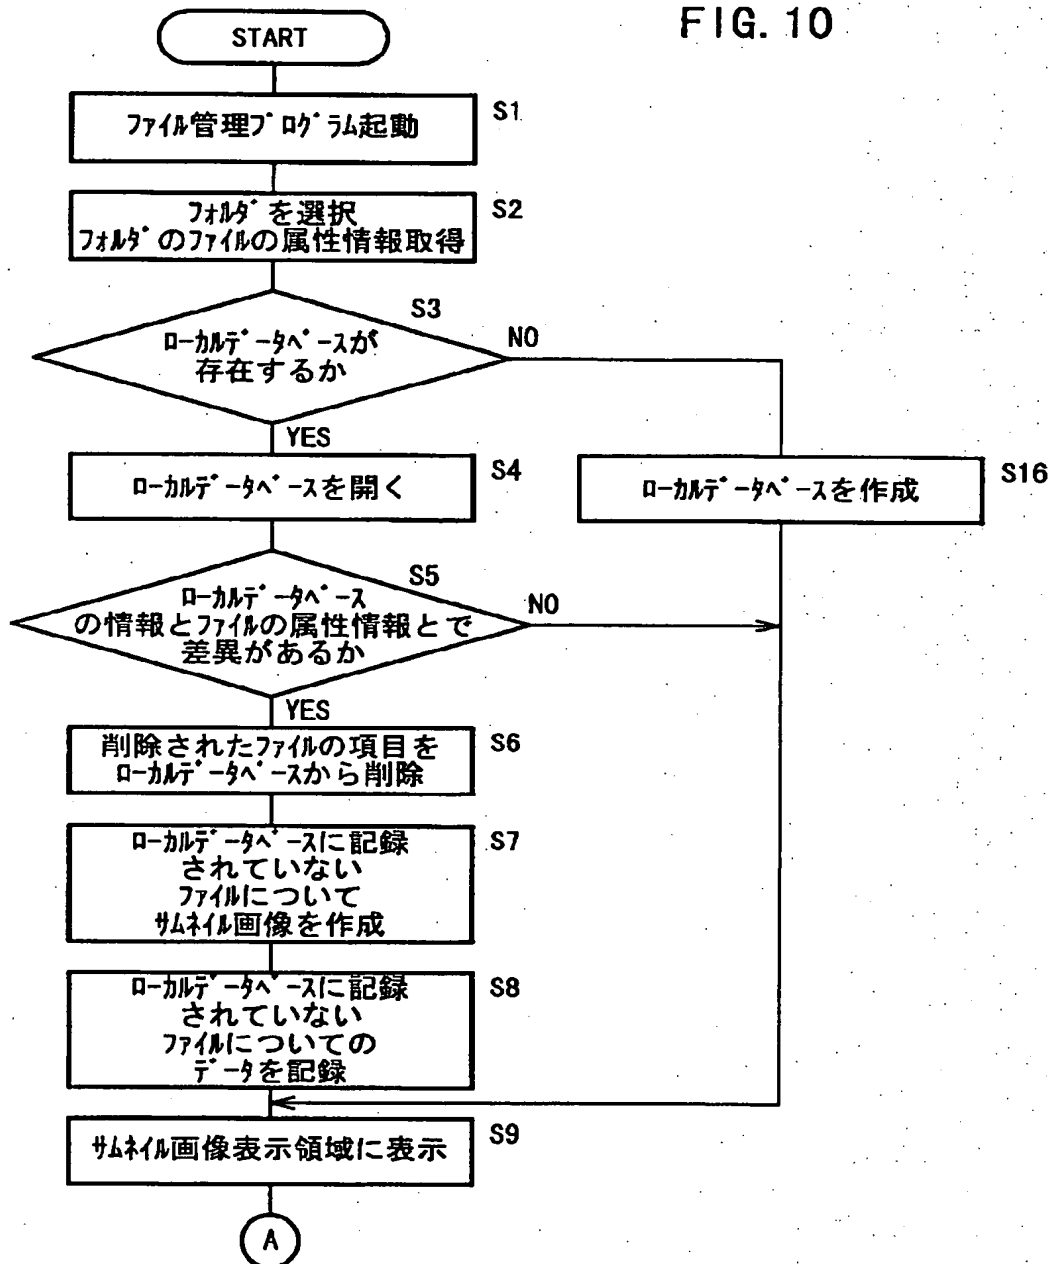 FIG. 10
START
ファイル管理プログラム起動
S1
フォルダを選択
フォルダのファイルの属性情報取得
S2
S3
ローカルデータベースが
存在するか
NO
YES
ローカルデータベースを開く
S4
ローカルデータベースを作成
S16
S5
ローカルデータベース
の情報とファイルの属性情報とで
差異があるか
NO
YES
削除されたファイルの項目を
ローカルデータベースから削除
S6
ローカルデータベースに記録
されていない
ファイルについて
サムネイル画像を作成
S7
ローカルデータベースに記録
されていない
ファイルについての
データを記録
S8
サムネイル画像表示領域に表示
S9
A